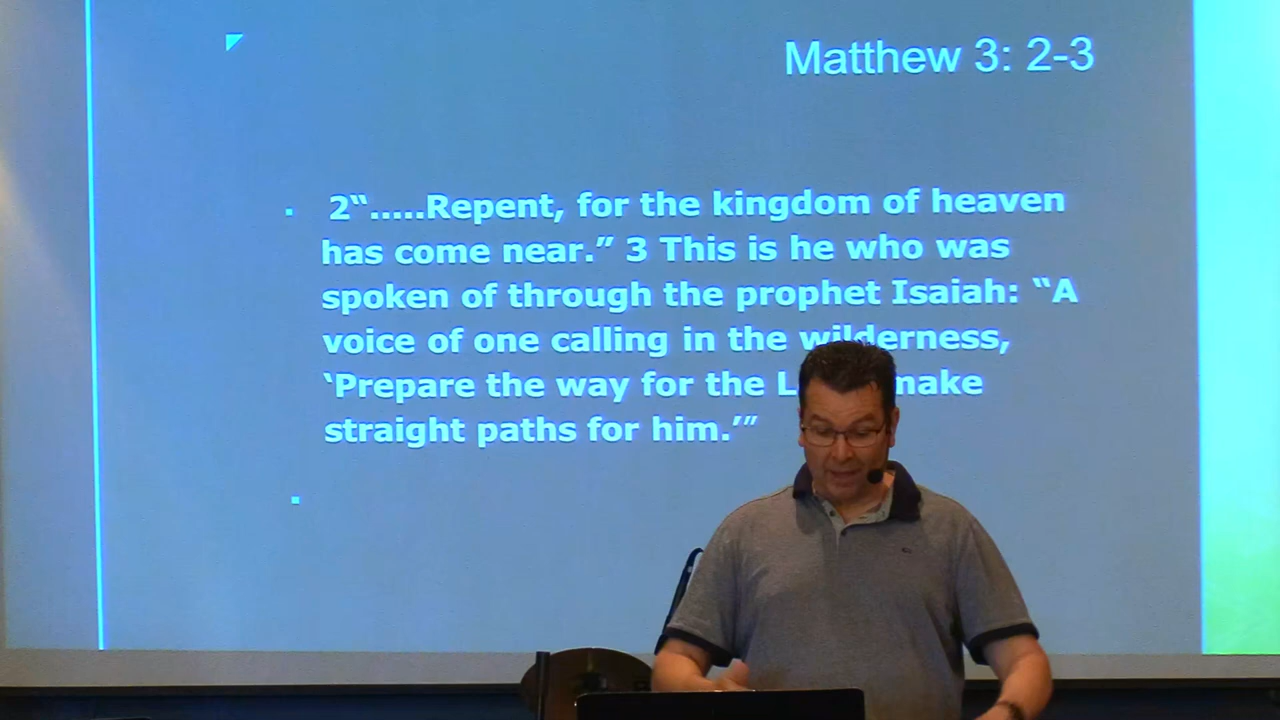 Matthew 3: 2-3
2“.....Repent, for the kingdom of heaven
has come near.” 3 This is he who was
spoken of through the prophet Isaiah: “A
voice of one calling in the wilderness,
‘Prepare the way for the make
straight paths for him.’”